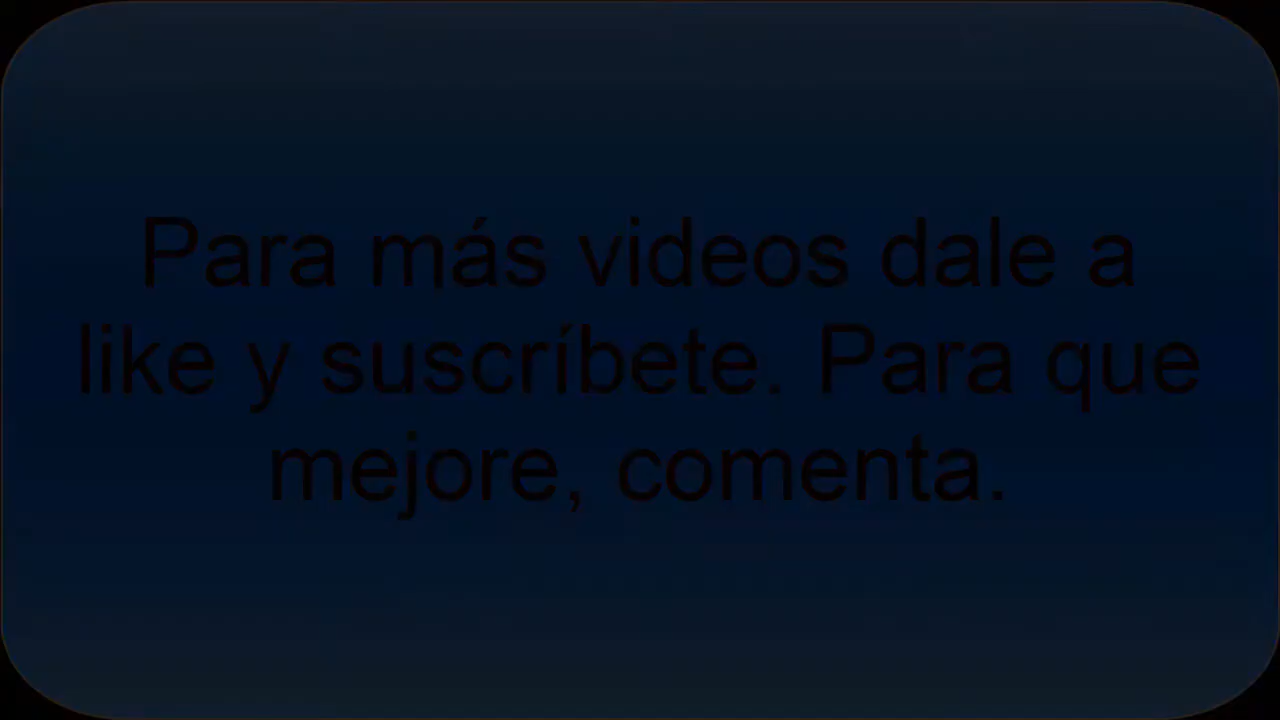 Para más videos dale a
like y suscríbete. Para que
mejore, comenta.